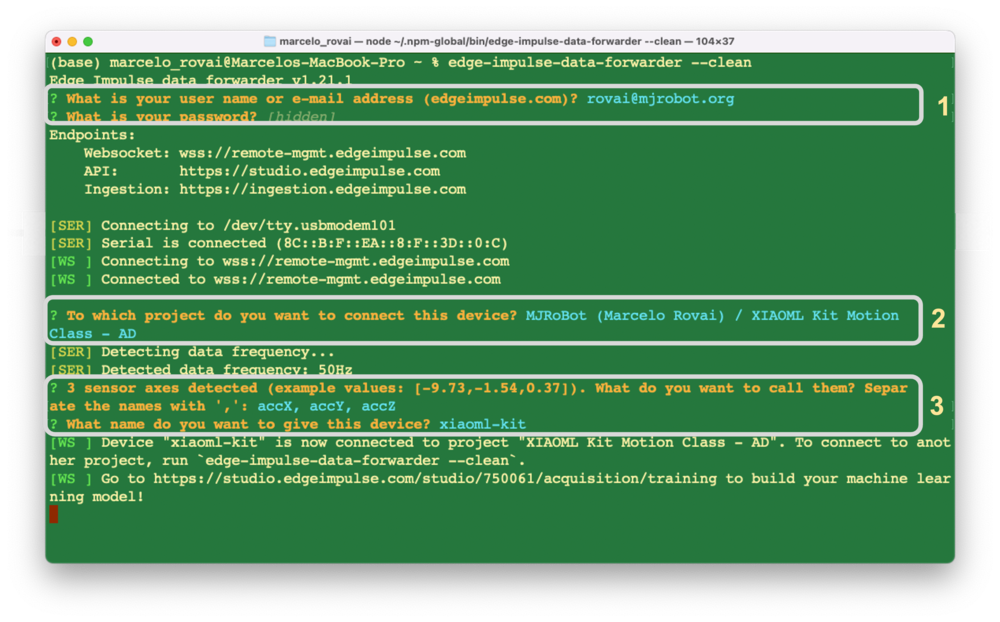 marcelo_rovai — node ~/.npm-global/bin/edge-impulse-data-forwarder --clean — 104×37
(base) marcelo_rovai@Marcelos-MacBook-Pro ~ % edge-impulse-data-forwarder --clean
Edge Impulse data forwarder v1.21.1
? What is your user name or e-mail address (edgeimpulse.com)? rovai@mjrobot.org
1
? What is your password? [hidden]
Endpoints:
Websocket: wss://remote-mgmt.edgeimpulse.com
API: https://studio.edgeimpulse.com
Ingestion: https://ingestion.edgeimpulse.com
[SER] Connecting to /dev/tty.usbmodem101
[SER] Serial is connected (8C::B:F::EA::8:F::3D::0:C)
[WS ] Connecting to wss://remote-mgmt.edgeimpulse.com
[WS ] Connected to wss://remote-mgmt.edgeimpulse.com
? To which project do you want to connect this device? MJRoBot (Marcelo Rovai) / XIAOML Kit Motion
2
Class - AD
[SER] Detecting data frequency...
[SER] Detected data frequency: 50Hz
? 3 sensor axes detected (example values: [-9.73,-1.54,0.37]). What do you want to call them? Separ
ate the names with ',': accX, accY, accZ
3
? What name do you want to give this device? xiaoml-kit
[WS ] Device "xiaoml-kit" is now connected to project "XIAOML Kit Motion Class - AD". To connect to anot
her project, run `edge-impulse-data-forwarder --clean`.
[WS ] Go to https://studio.edgeimpulse.com/studio/750061/acquisition/training to build your machine lear
ning model!